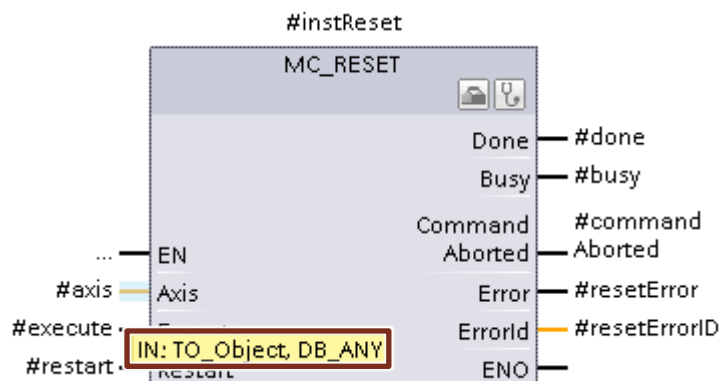 #instReset
MC_RESET
Done #done
Busy #busy
Command #command
... EN Aborted Aborted
#axis Axis Error #resetError
#execute ErrorId #resetErrorID
IN: TO_Object, DB_ANY
#restart Restart ENO